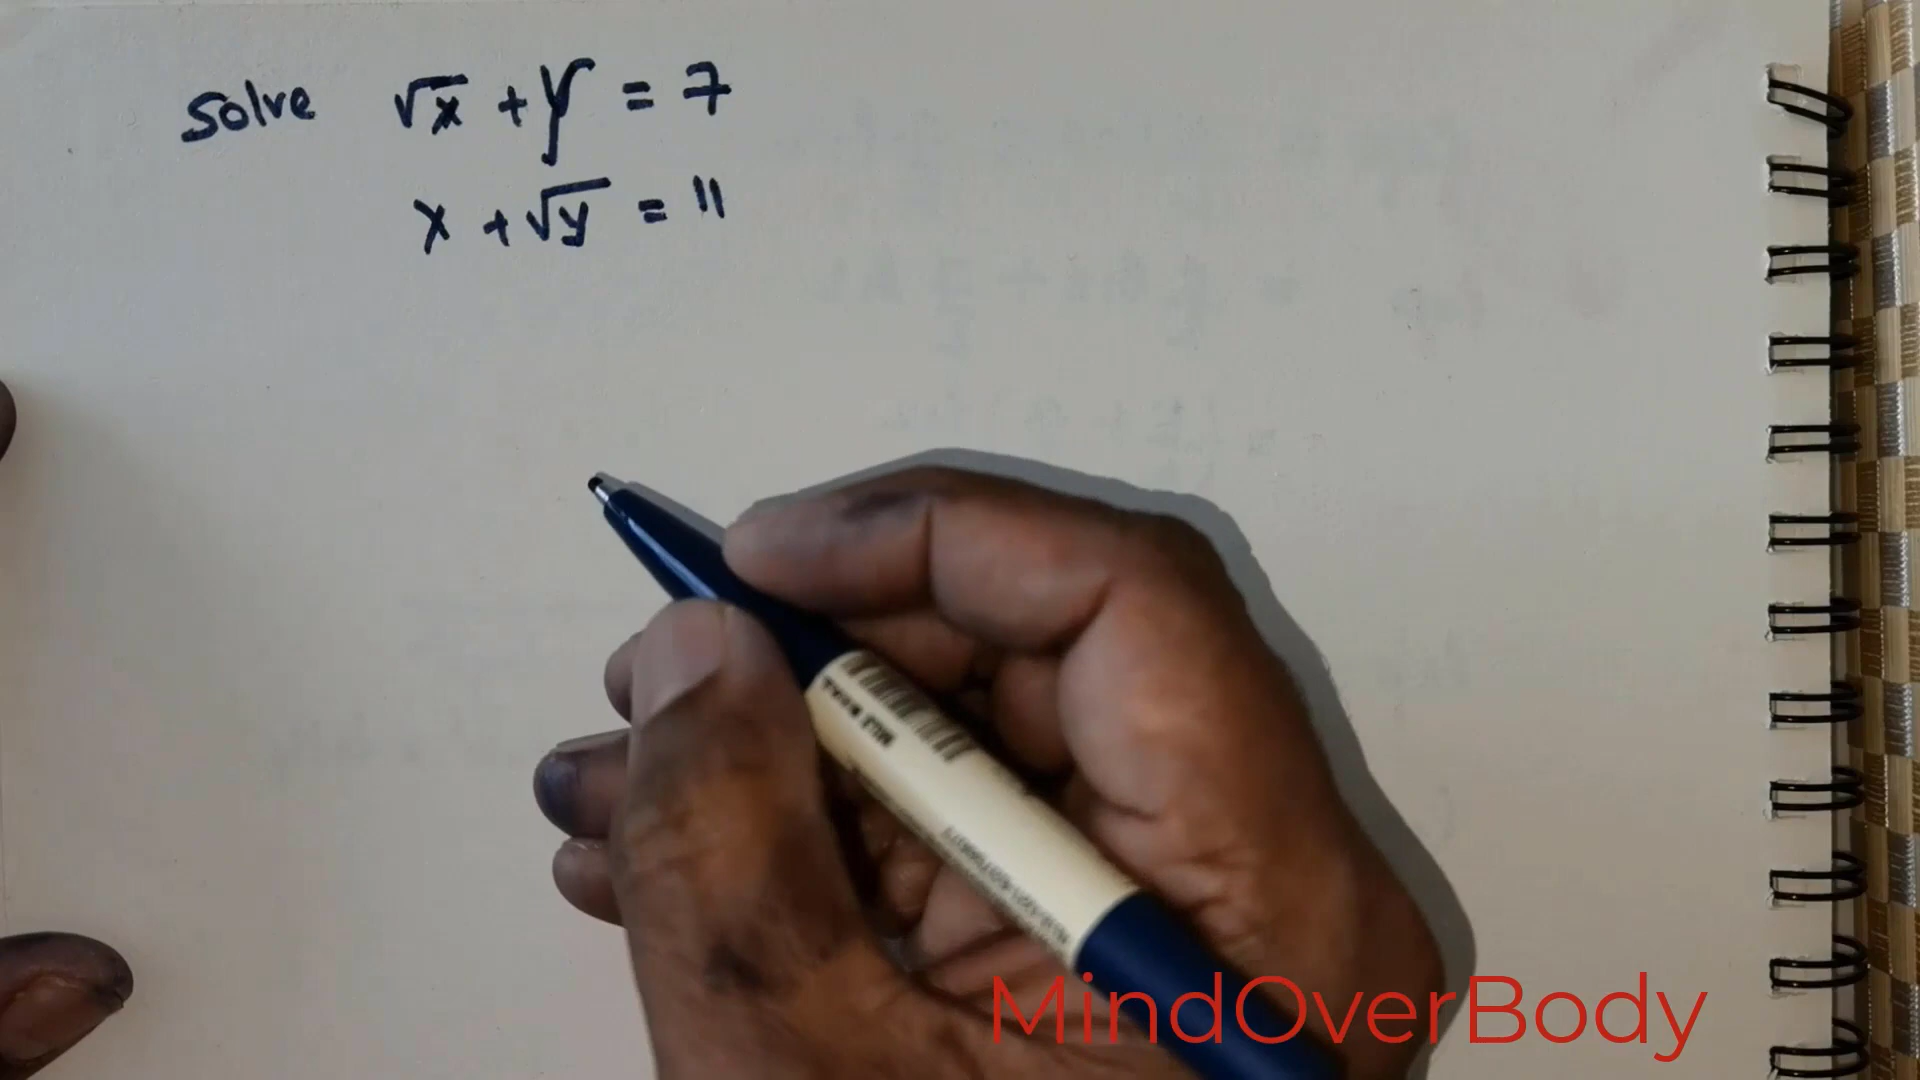 Solve √x + y = 7
x + √y = 11
MindOverBody